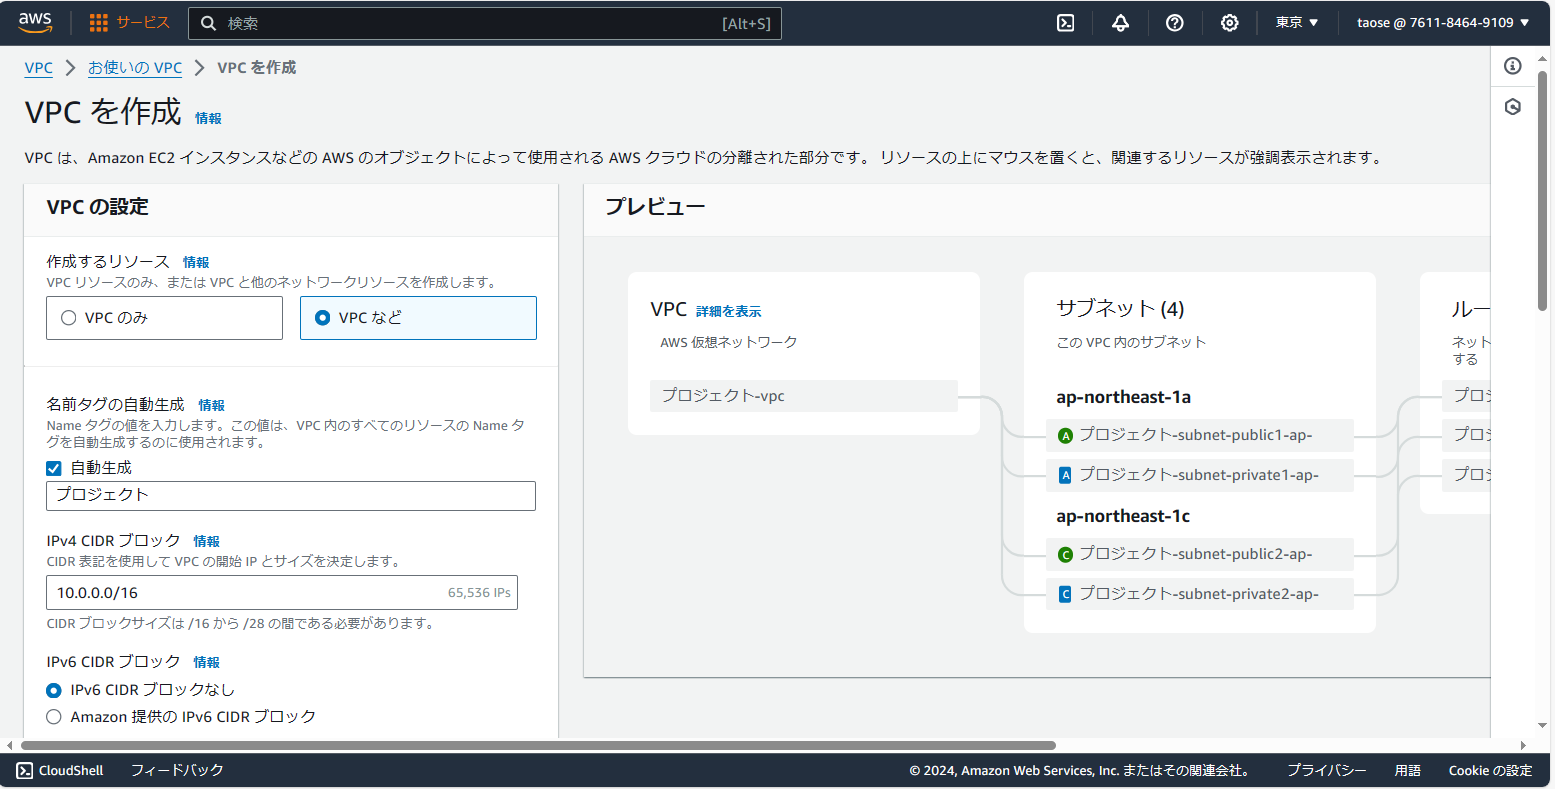 aws
サービス
検索
[Alt+S]
東京 ▼
taose @ 7611-8464-9109 ▼
VPC > お使いの VPC > VPC を作成
VPC を作成 情報
VPC は、Amazon EC2 インスタンスなどの AWS のオブジェクトによって使用される AWS クラウドの分離された部分です。 リソースの上にマウスを置くと、関連するリソースが強調表示されます。
VPC の設定
作成するリソース 情報
VPC リソースのみ、または VPC と他のネットワークリソースを作成します。
VPC のみ
VPC など
名前タグの自動生成 情報
Name タグの値を入力します。この値は、VPC 内のすべてのリソースの Name タ
グを自動生成するのに使用されます。
自動生成
プロジェクト
IPv4 CIDR ブロック 情報
CIDR 表記を使用して VPC の開始 IP とサイズを決定します。
10.0.0.0/16
65,536 IPs
CIDR ブロックサイズは /16 から /28 の間である必要があります。
IPv6 CIDR ブロック 情報
IPv6 CIDR ブロックなし
Amazon 提供の IPv6 CIDR ブロック
プレビュー
VPC 詳細を表示
AWS 仮想ネットワーク
プロジェクト-vpc
サブネット (4)
この VPC 内のサブネット
ap-northeast-1a
A プロジェクト-subnet-public1-ap-
A プロジェクト-subnet-private1-ap-
ap-northeast-1c
C プロジェクト-subnet-public2-ap-
C プロジェクト-subnet-private2-ap-
ルー
ネット
する
プロジ
プロジ
プロジ
CloudShell
フィードバック
© 2024, Amazon Web Services, Inc. またはその関連会社。
プライバシー
用語
Cookie の設定